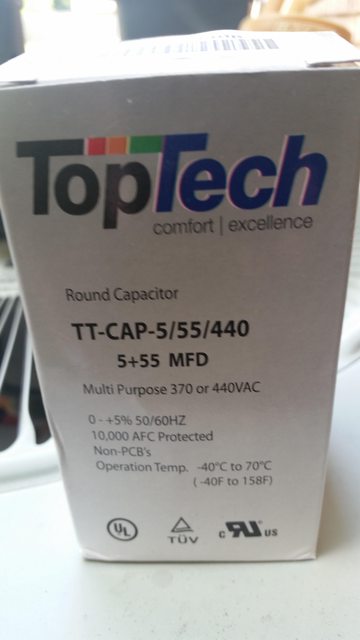 TopTech
comfort | excellence
Round Capacitor
TT-CAP-5/55/440
5+55 MFD
Multi Purpose 370 or 440VAC
0 - +5% 50/60HZ
10,000 AFC Protected
Non-PCB's
Operation Temp. -40°C to 70°C
( -40F to 158F)
UL
TÜV
c RU US